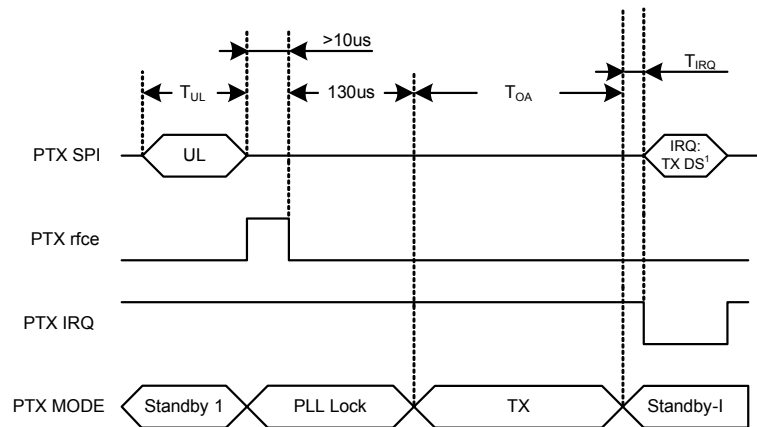 >10us
T_IRQ
T_UL
130us
T_OA
PTX SPI
UL
IRQ:
TX DS¹
PTX rfce
PTX IRQ
PTX MODE
Standby 1
PLL Lock
TX
Standby-I